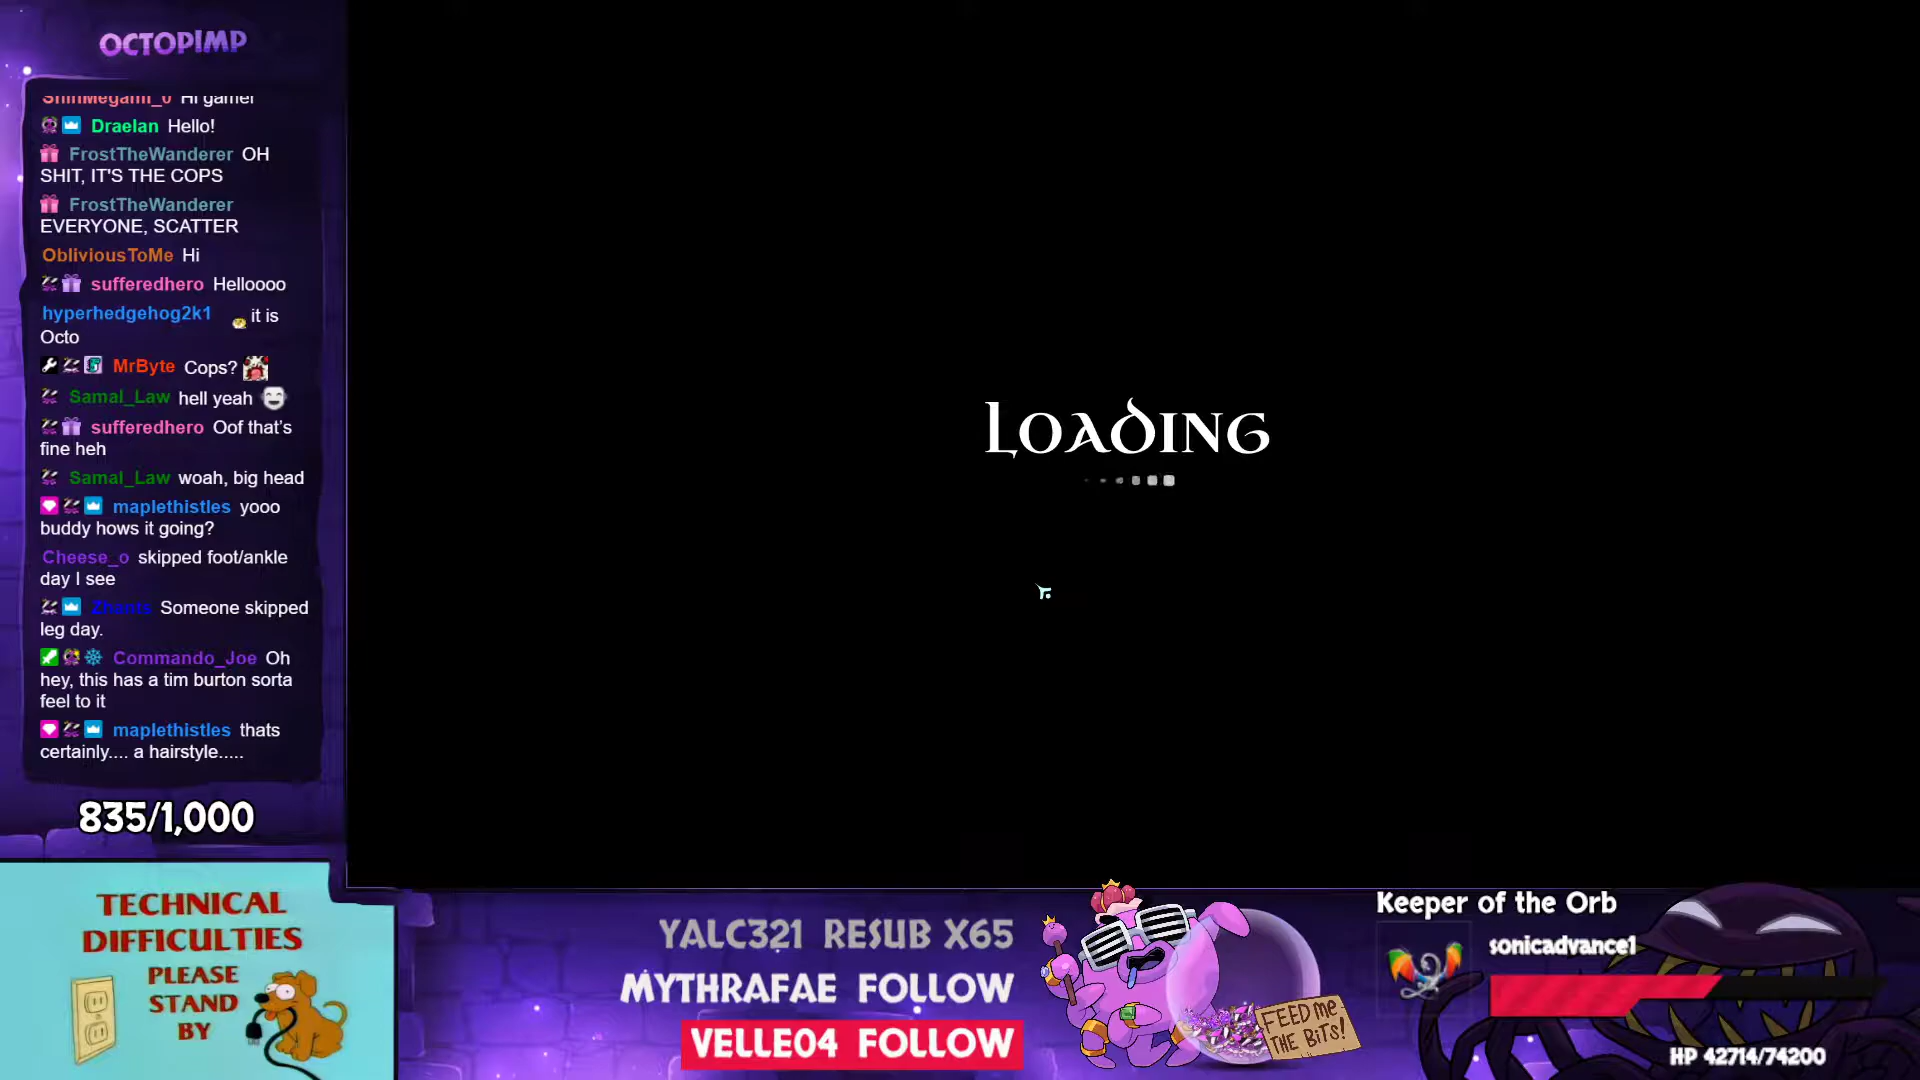 OCTOPIMP
ShinMegami_0 Hi gamer
Draelan Hello!
FrostTheWanderer OH
SHIT, IT'S THE COPS
FrostTheWanderer
EVERYONE, SCATTER
ObliviousToMe Hi
sufferedhero Helloooo
hyperhedgehog2k1 it is
Octo
MrByte Cops?
Samal_Law hell yeah
sufferedhero Oof that's
fine heh
Samal_Law woah, big head
maplethistles yooo
buddy hows it going?
Cheese_o skipped foot/ankle
day I see
Zhants Someone skipped
leg day.
Commando_Joe Oh
hey, this has a tim burton sorta
feel to it
maplethistles thats
certainly.... a hairstyle.....
835/1,000
TECHNICAL
DIFFICULTIES
PLEASE
STAND
BY
Loading
YALC321 RESUB X65
MYTHRAFAE FOLLOW
VELLE04 FOLLOW
FEED ME
THE BITS!
Keeper of the Orb
sonicadvance1
HP 42714/74200